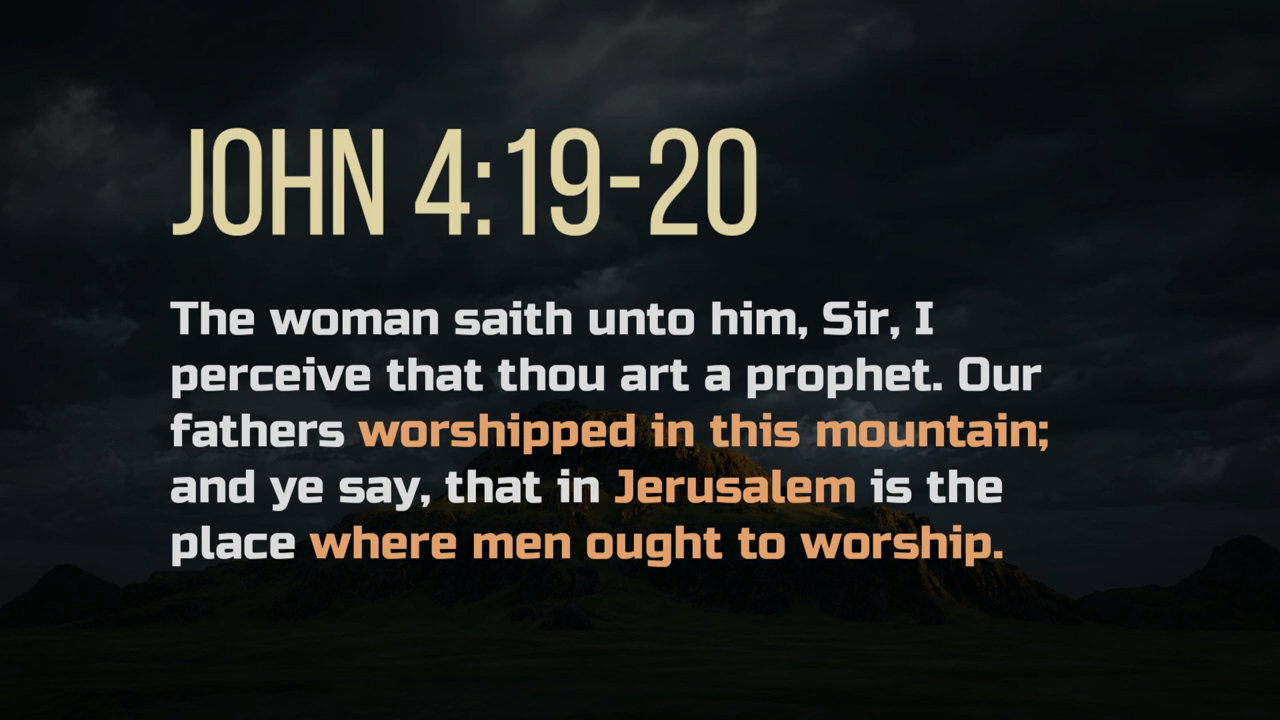 JOHN 4:19-20
The woman saith unto him, Sir, I
perceive that thou art a prophet. Our
fathers worshipped in this mountain;
and ye say, that in Jerusalem is the
place where men ought to worship.